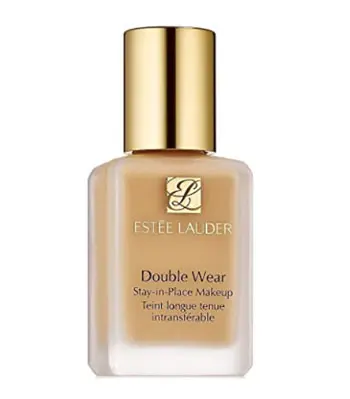 EL
ESTĒE LAUDER
Double Wear
Stay-in-Place Makeup
Teint longue tenue
intransférable